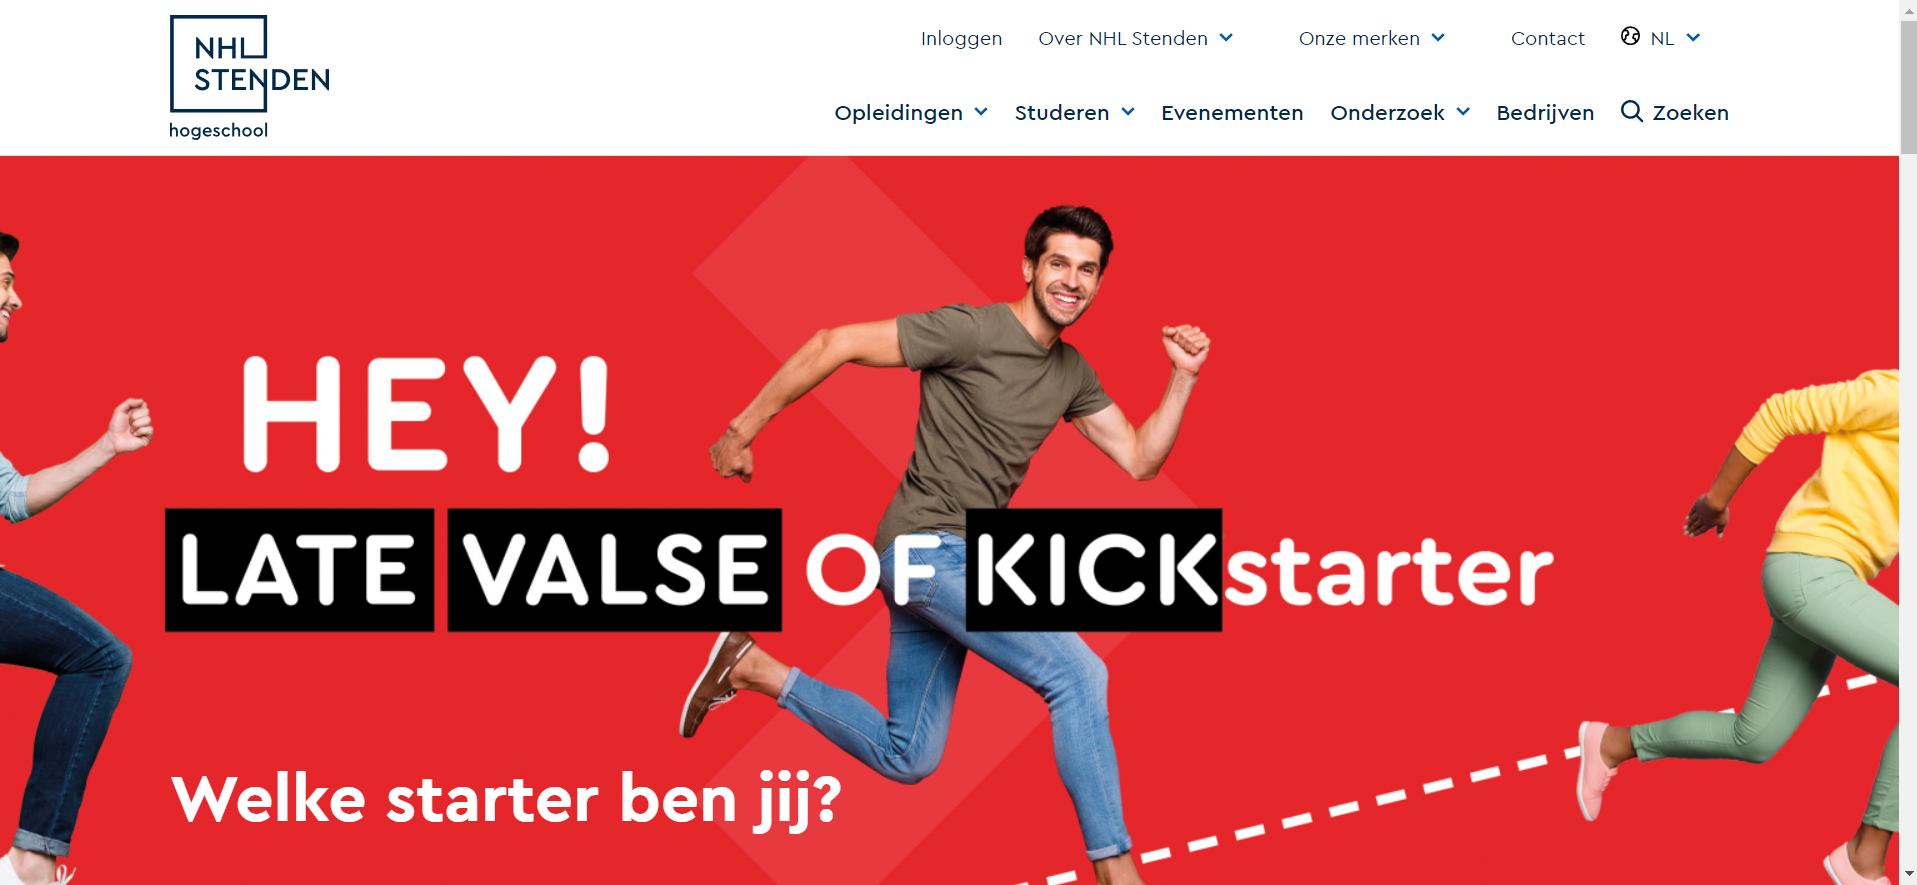 NHL
STENDEN
hogeschool
Inloggen Over NHL Stenden Onze merken Contact NL
Opleidingen Studeren Evenementen Onderzoek Bedrijven Zoeken
HEY!
LATE VALSE OF KICKstarter
Welke starter ben jij?